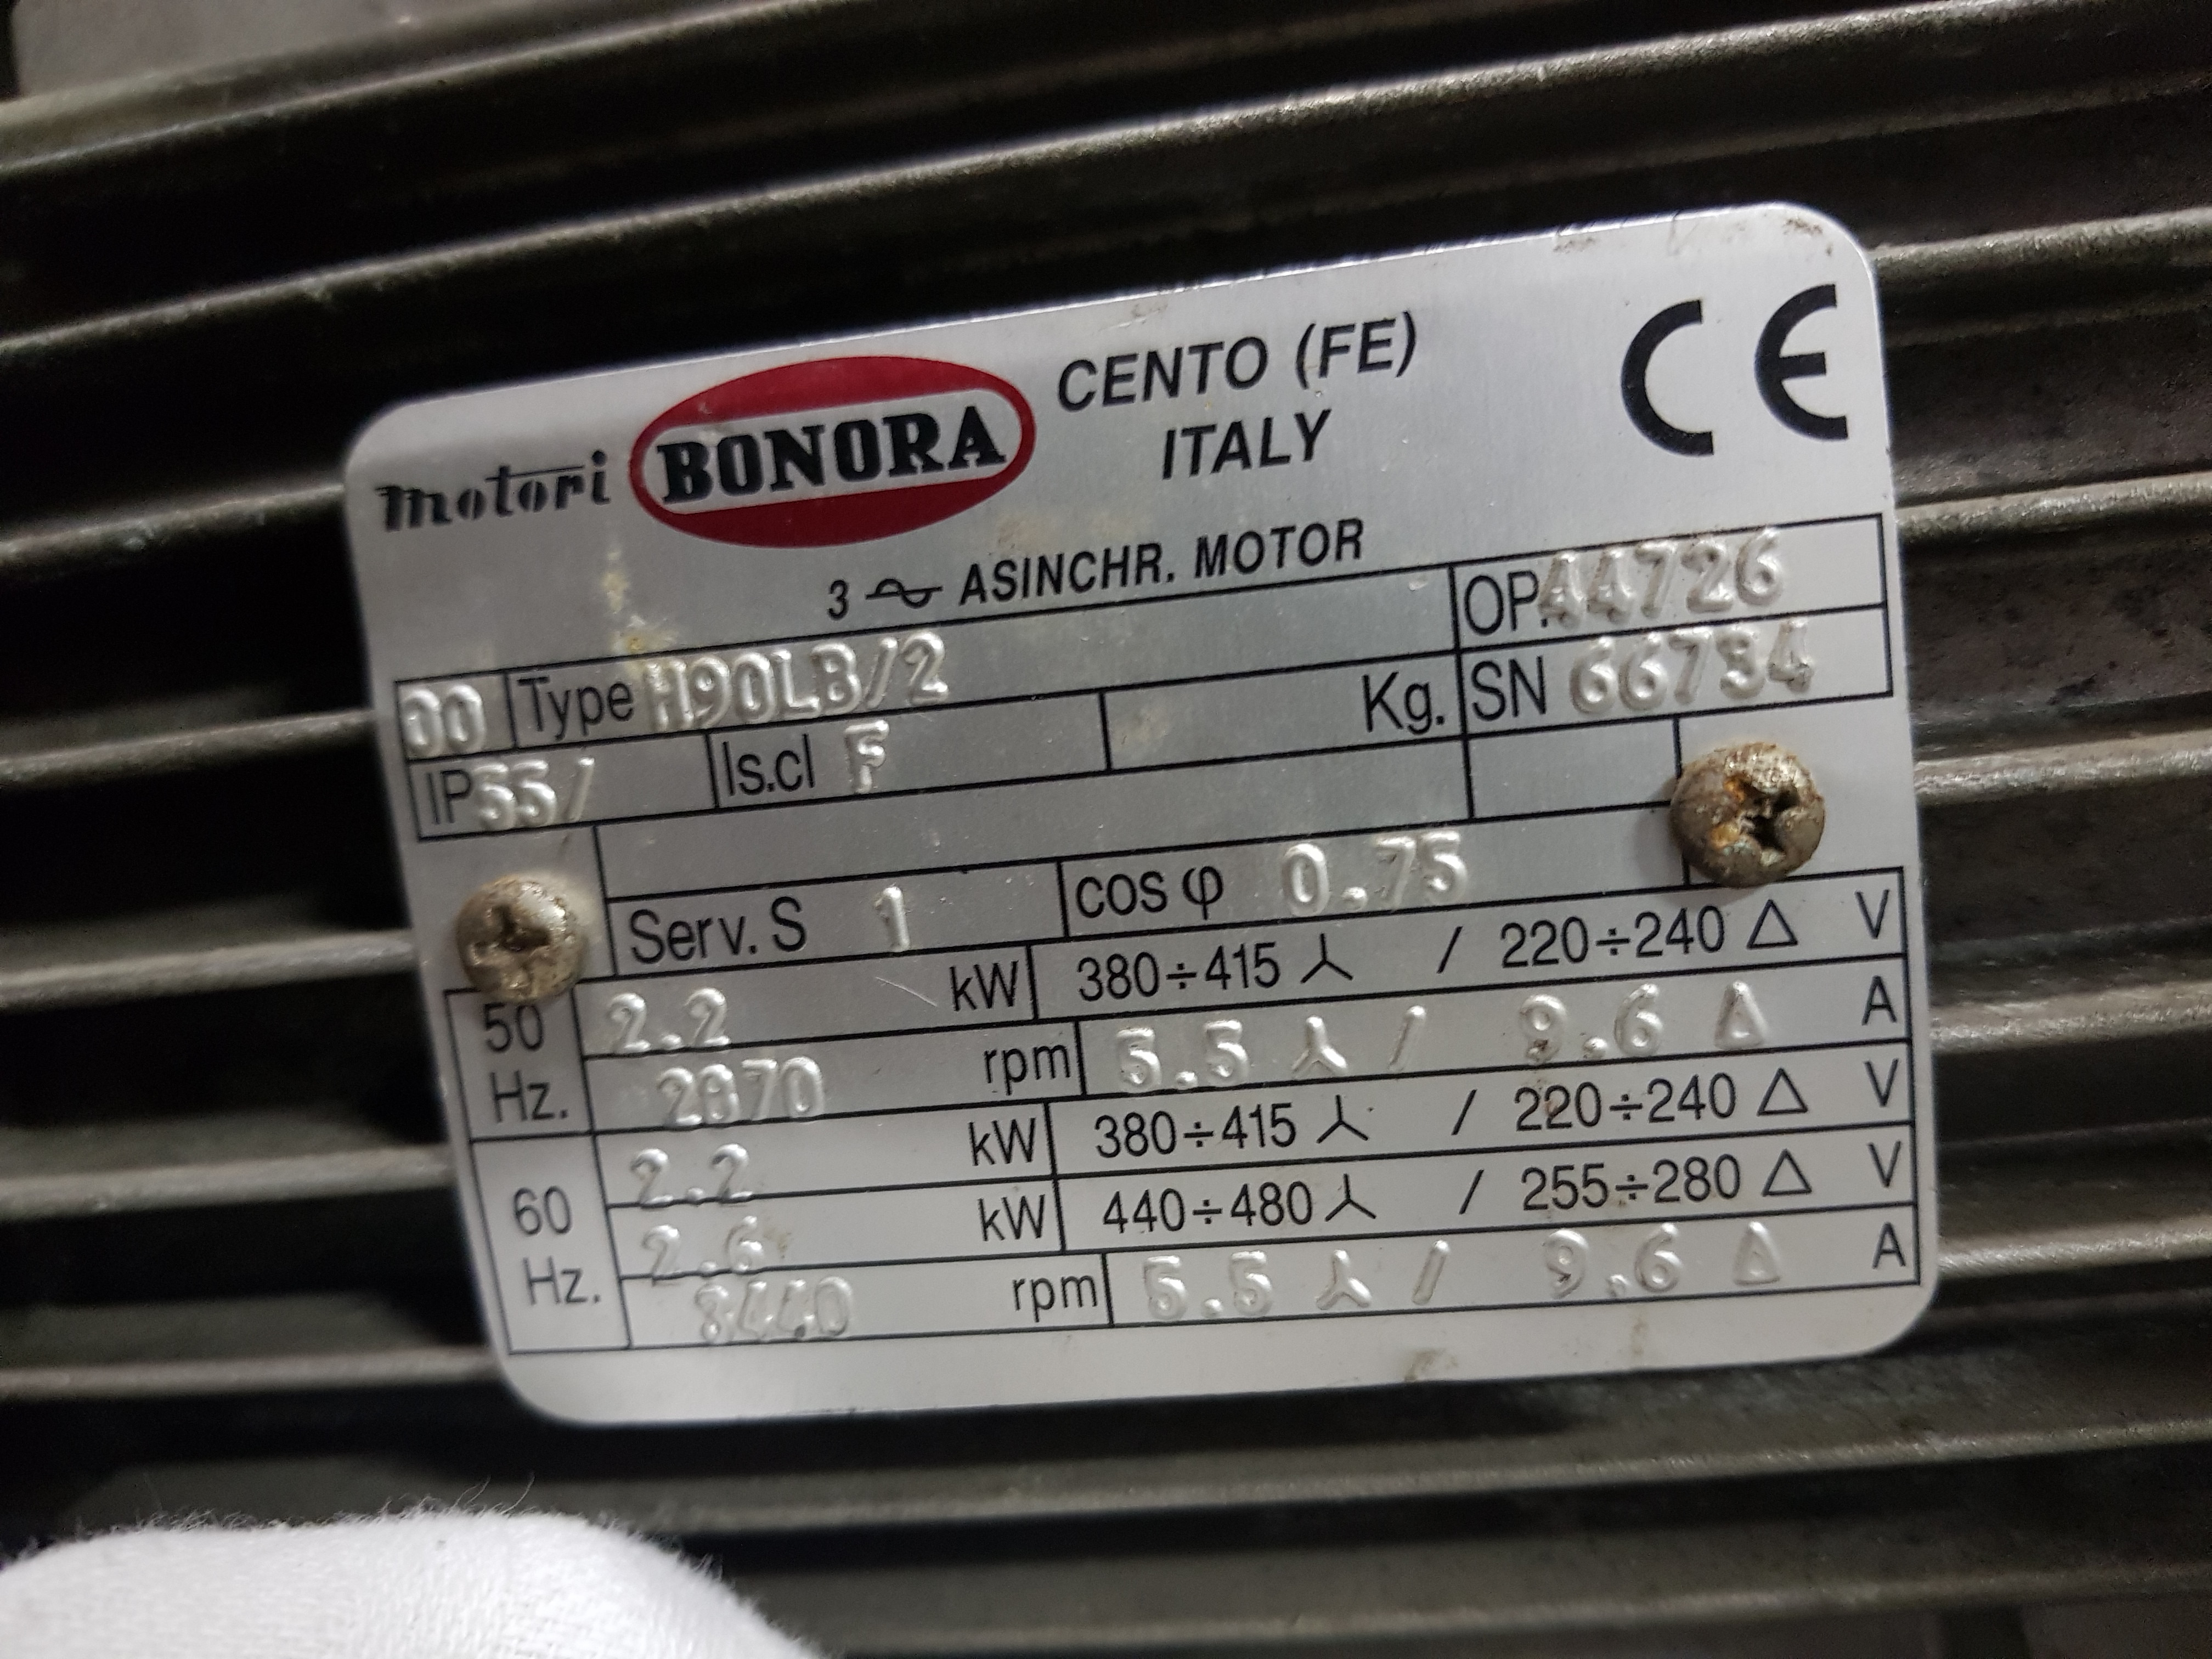 motori BONORA CENTO (FE)
ITALY
CE
3 ASINCHR. MOTOR
OP. 44726
00 Type H90LB/2
Kg. SN 66734
IP 55/ Is.cl F
Serv. S 1 cos φ 0.75
50 Hz. 2.2 kW 380÷415 ⅄ / 220÷240 △ V
2870 rpm 5.5 ⅄ / 9.6 △ A
60 Hz. 2.2 kW 380÷415 ⅄ / 220÷240 △ V
2.6 kW 440÷480 ⅄ / 255÷280 △ V
3440 rpm 5.5 ⅄ / 9.6 △ A